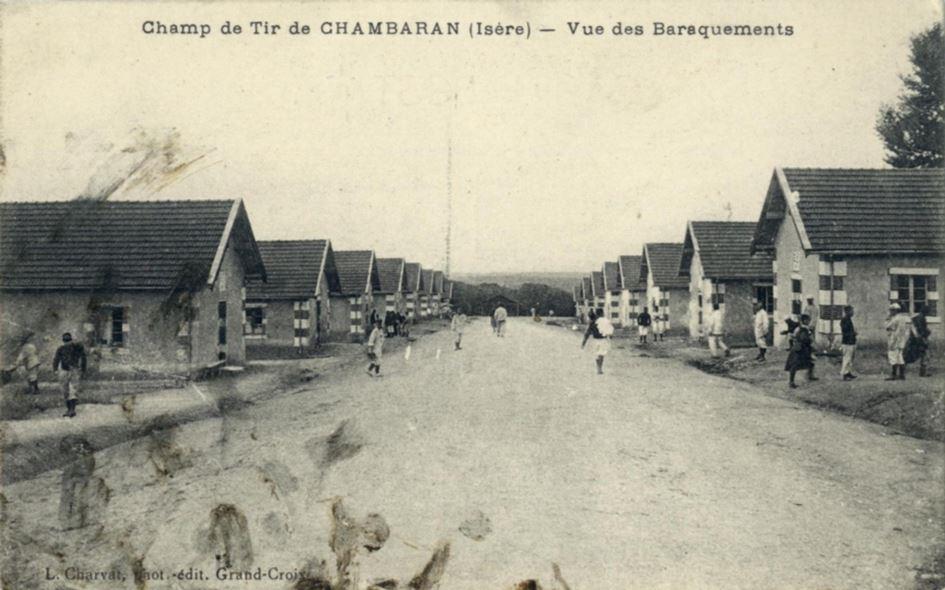 Champ de Tir de CHAMBARAN (Isère) — Vue des Baraquements
L. Charvat, phot.-édit. Grand-Croix